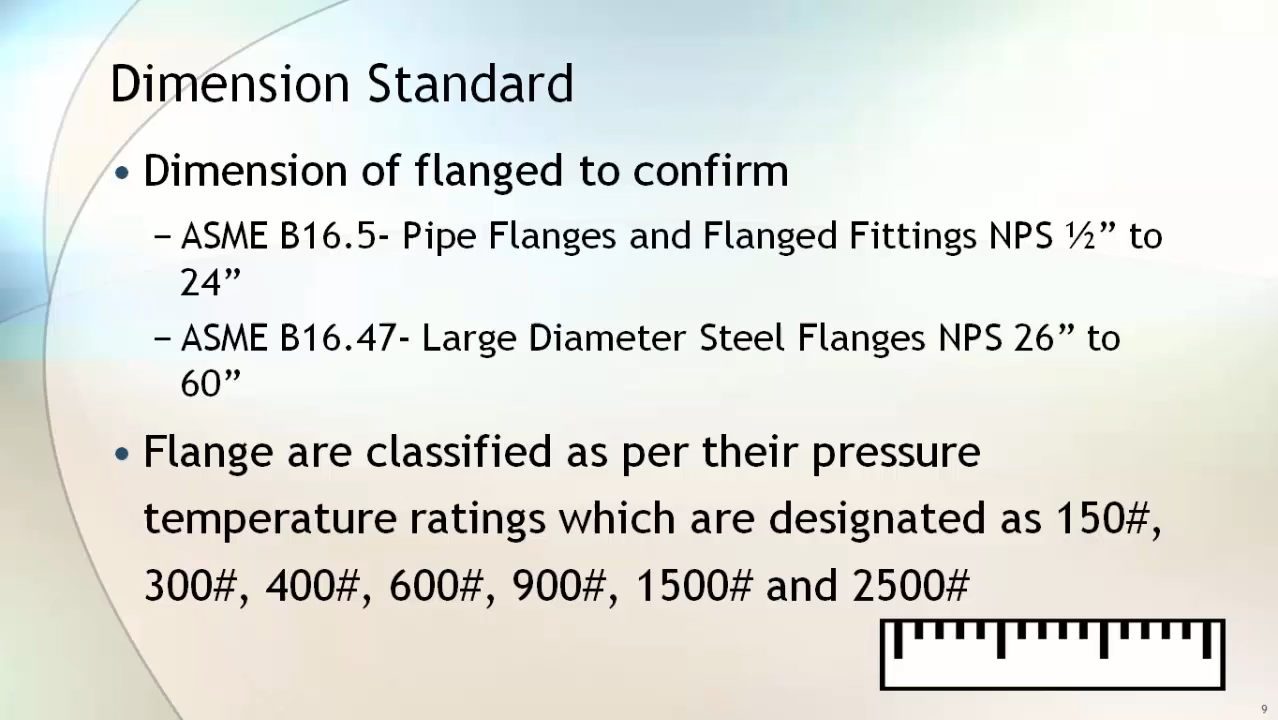 Dimension Standard
• Dimension of flanged to confirm
– ASME B16.5- Pipe Flanges and Flanged Fittings NPS ½” to
24”
– ASME B16.47- Large Diameter Steel Flanges NPS 26” to
60”
• Flange are classified as per their pressure
temperature ratings which are designated as 150#,
300#, 400#, 600#, 900#, 1500# and 2500#
9